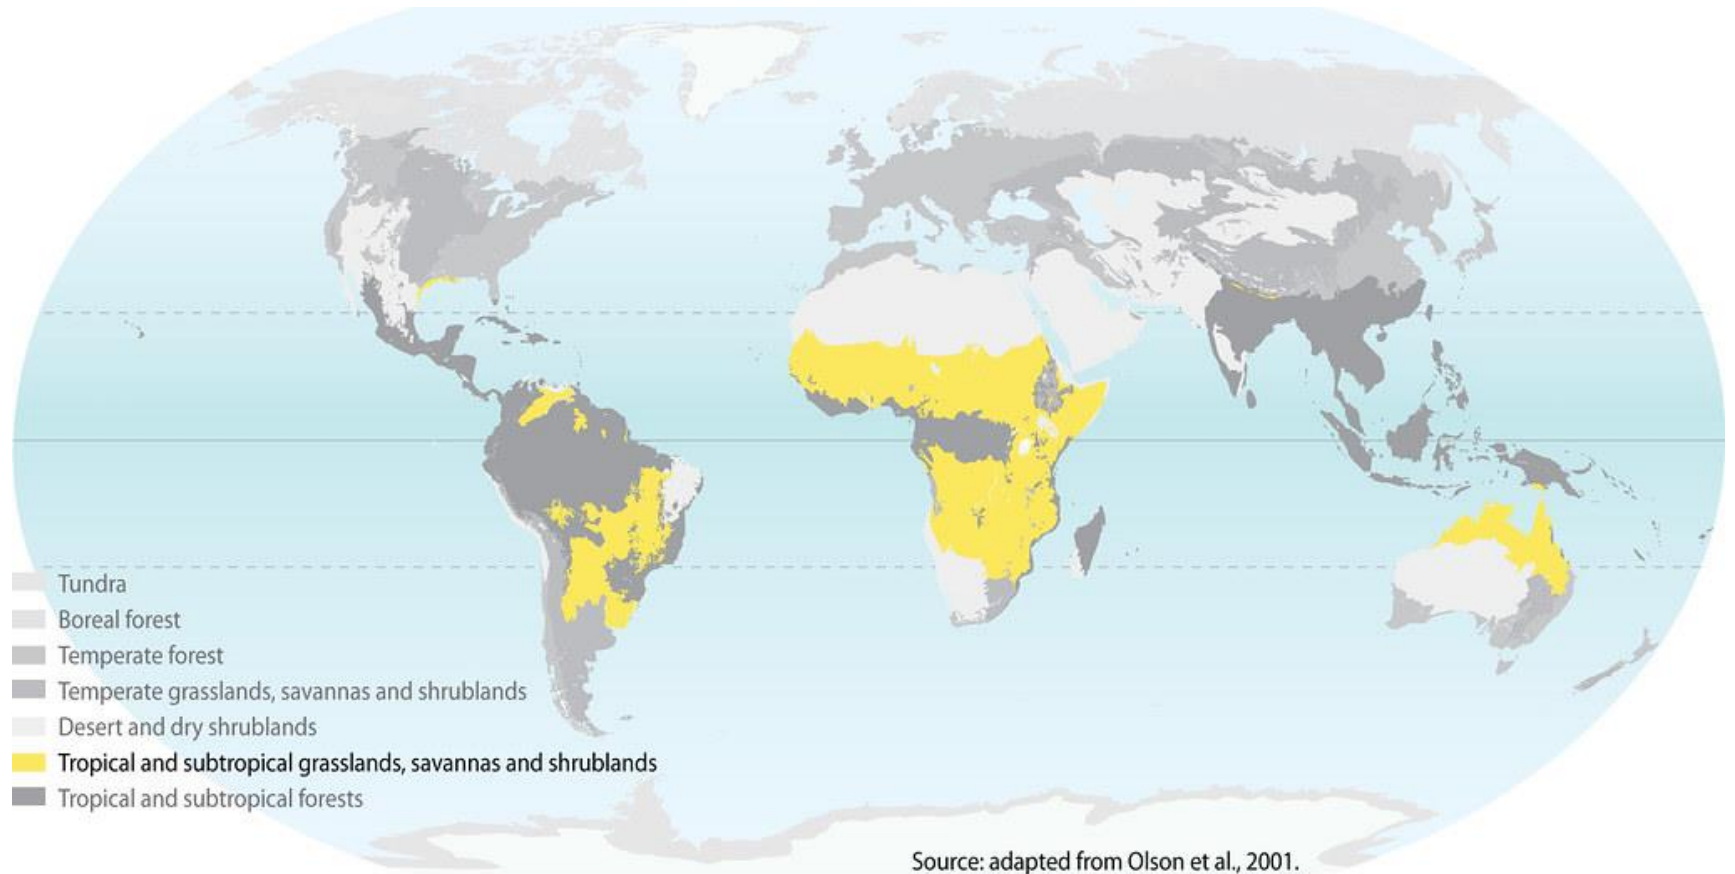 Tundra
Boreal forest
Temperate forest
Temperate grasslands, savannas and shrublands
Desert and dry shrublands
Tropical and subtropical grasslands, savannas and shrublands
Tropical and subtropical forests
Source: adapted from Olson et al., 2001.